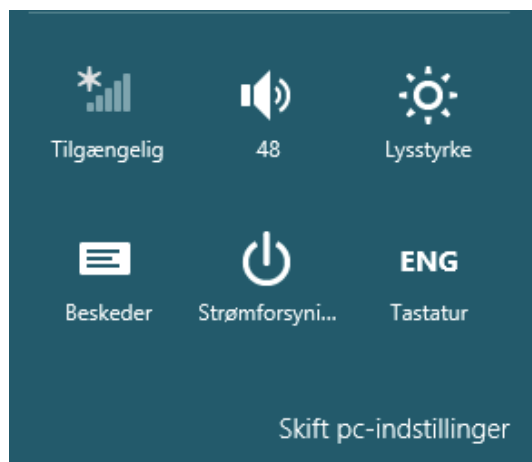 Tilgængelig 48 Lysstyrke
ENG
Beskeder Strømforsyni... Tastatur
Skift pc-indstillinger